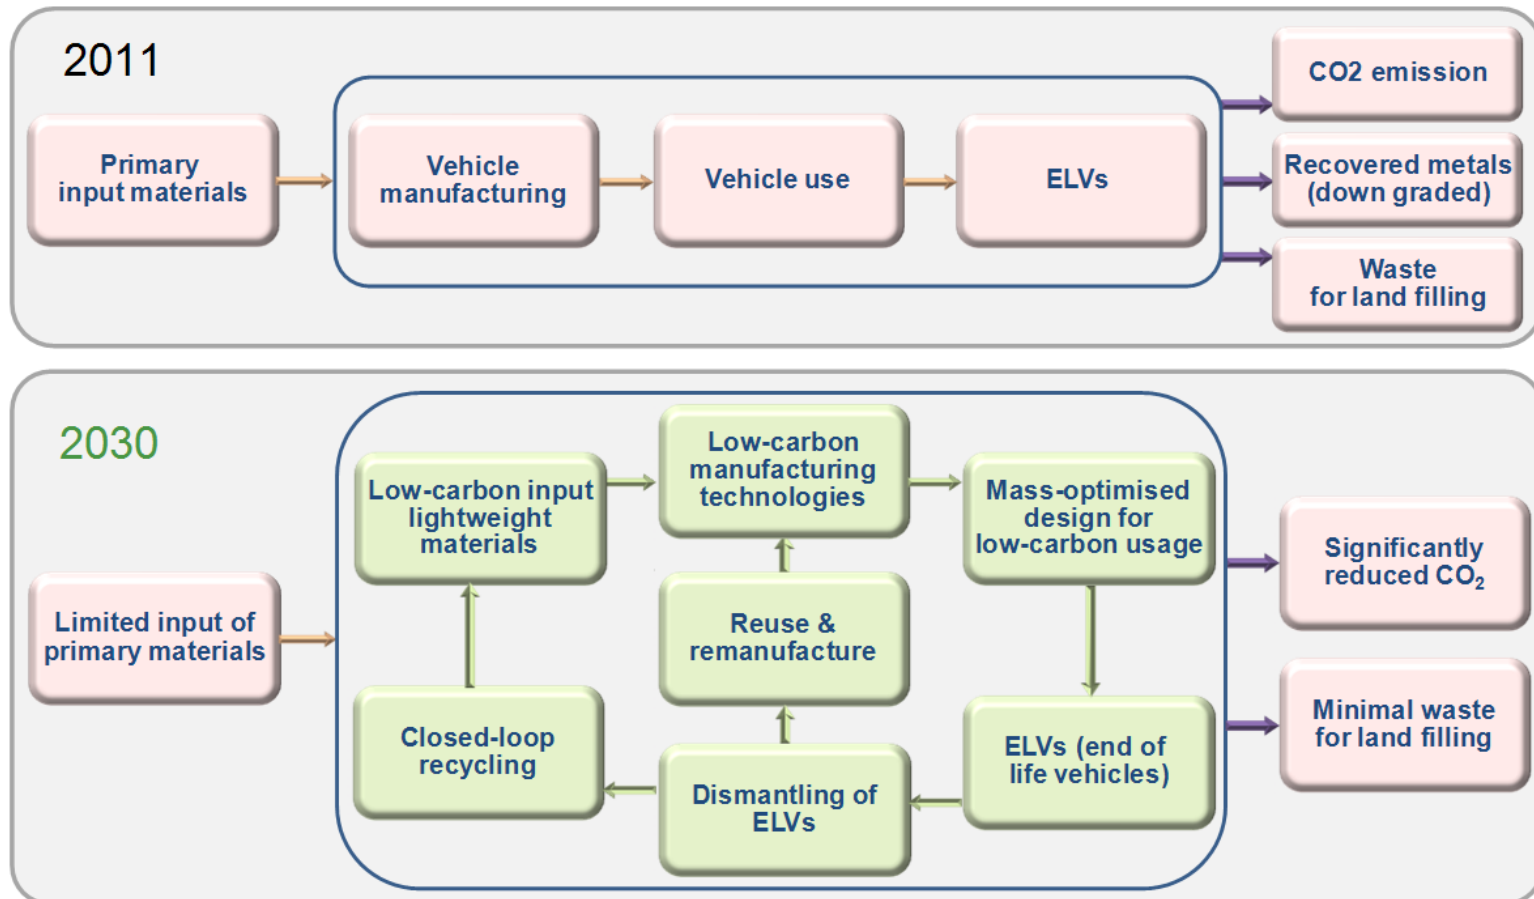 2011
Primary
input materials
Vehicle
manufacturing
Vehicle use
ELVs
CO2 emission
Recovered metals
(down graded)
Waste
for land filling
2030
Limited input of
primary materials
Low-carbon input
lightweight
materials
Low-carbon
manufacturing
technologies
Mass-optimised
design for
low-carbon usage
Reuse &
remanufacture
Closed-loop
recycling
Dismantling of
ELVs
ELVs (end of
life vehicles)
Significantly
reduced CO₂
Minimal waste
for land filling